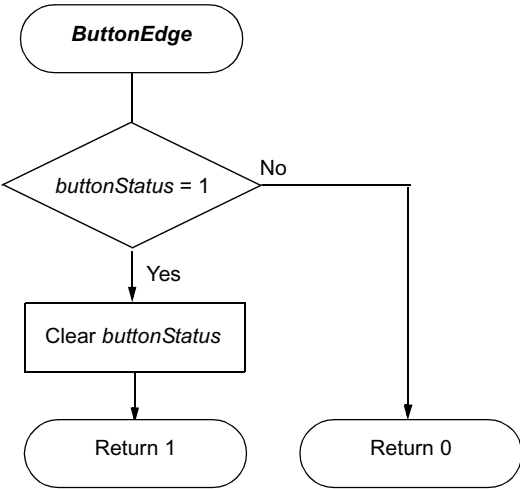 ButtonEdge
buttonStatus = 1
No
Yes
Clear buttonStatus
Return 1
Return 0